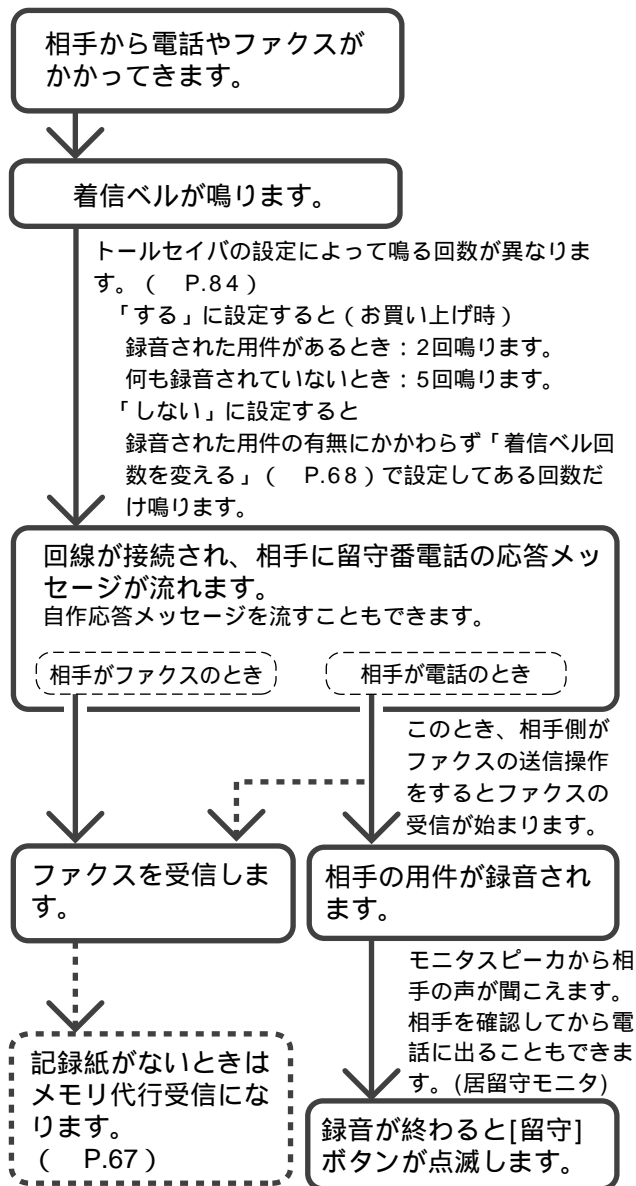 相手から電話やファクスが
かかってきます。
着信ベルが鳴ります。
トールセイバの設定によって鳴る回数が異なりま
す。（　P.84）
「する」に設定すると（お買い上げ時）
録音された用件があるとき：2回鳴ります。
何も録音されていないとき：5回鳴ります。
「しない」に設定すると
録音された用件の有無にかかわらず「着信ベル回
数を変える」（　P.68）で設定してある回数だ
け鳴ります。
回線が接続され、相手に留守番電話の応答メッ
セージが流れます。
自作応答メッセージを流すこともできます。
相手がファクスのとき
相手が電話のとき
このとき、相手側が
ファクスの送信操作
をするとファクスの
受信が始まります。
ファクスを受信しま
す。
相手の用件が録音され
ます。
モニタスピーカから相
手の声が聞こえます。
相手を確認してから電
話に出ることもできま
す。(居留守モニタ)
記録紙がないときは
メモリ代行受信にな
ります。
（　P.67）
録音が終わると[留守]
ボタンが点滅します。